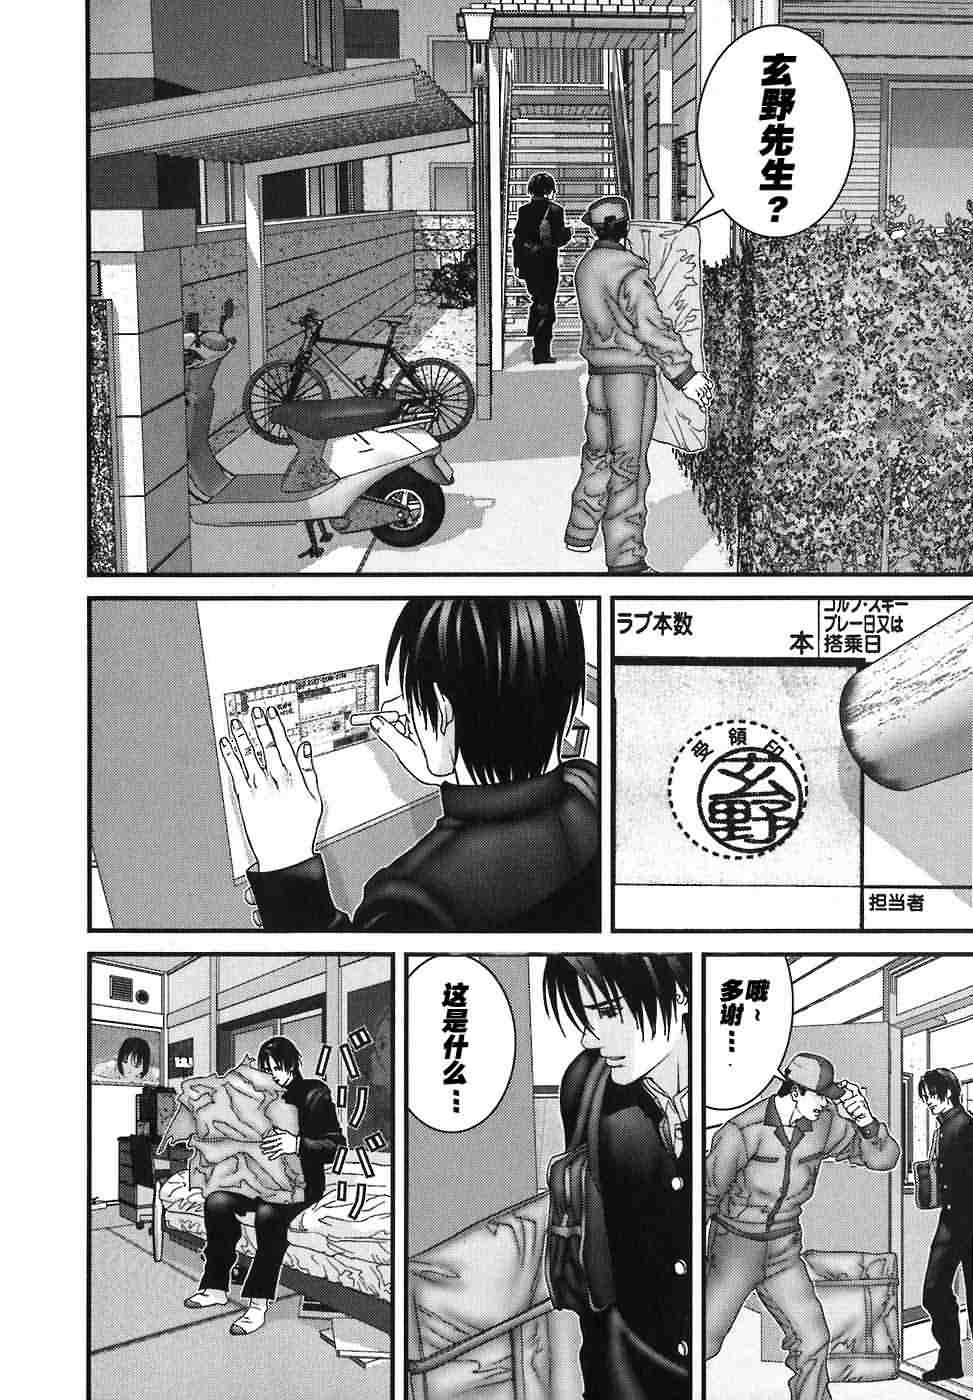 玄野先生？
ラブ本数
本
ゴルフ・スキー
プレー日又は
搭乗日
受領印
玄野
担当者
哦～
多谢……
这是什么……
バリバリ